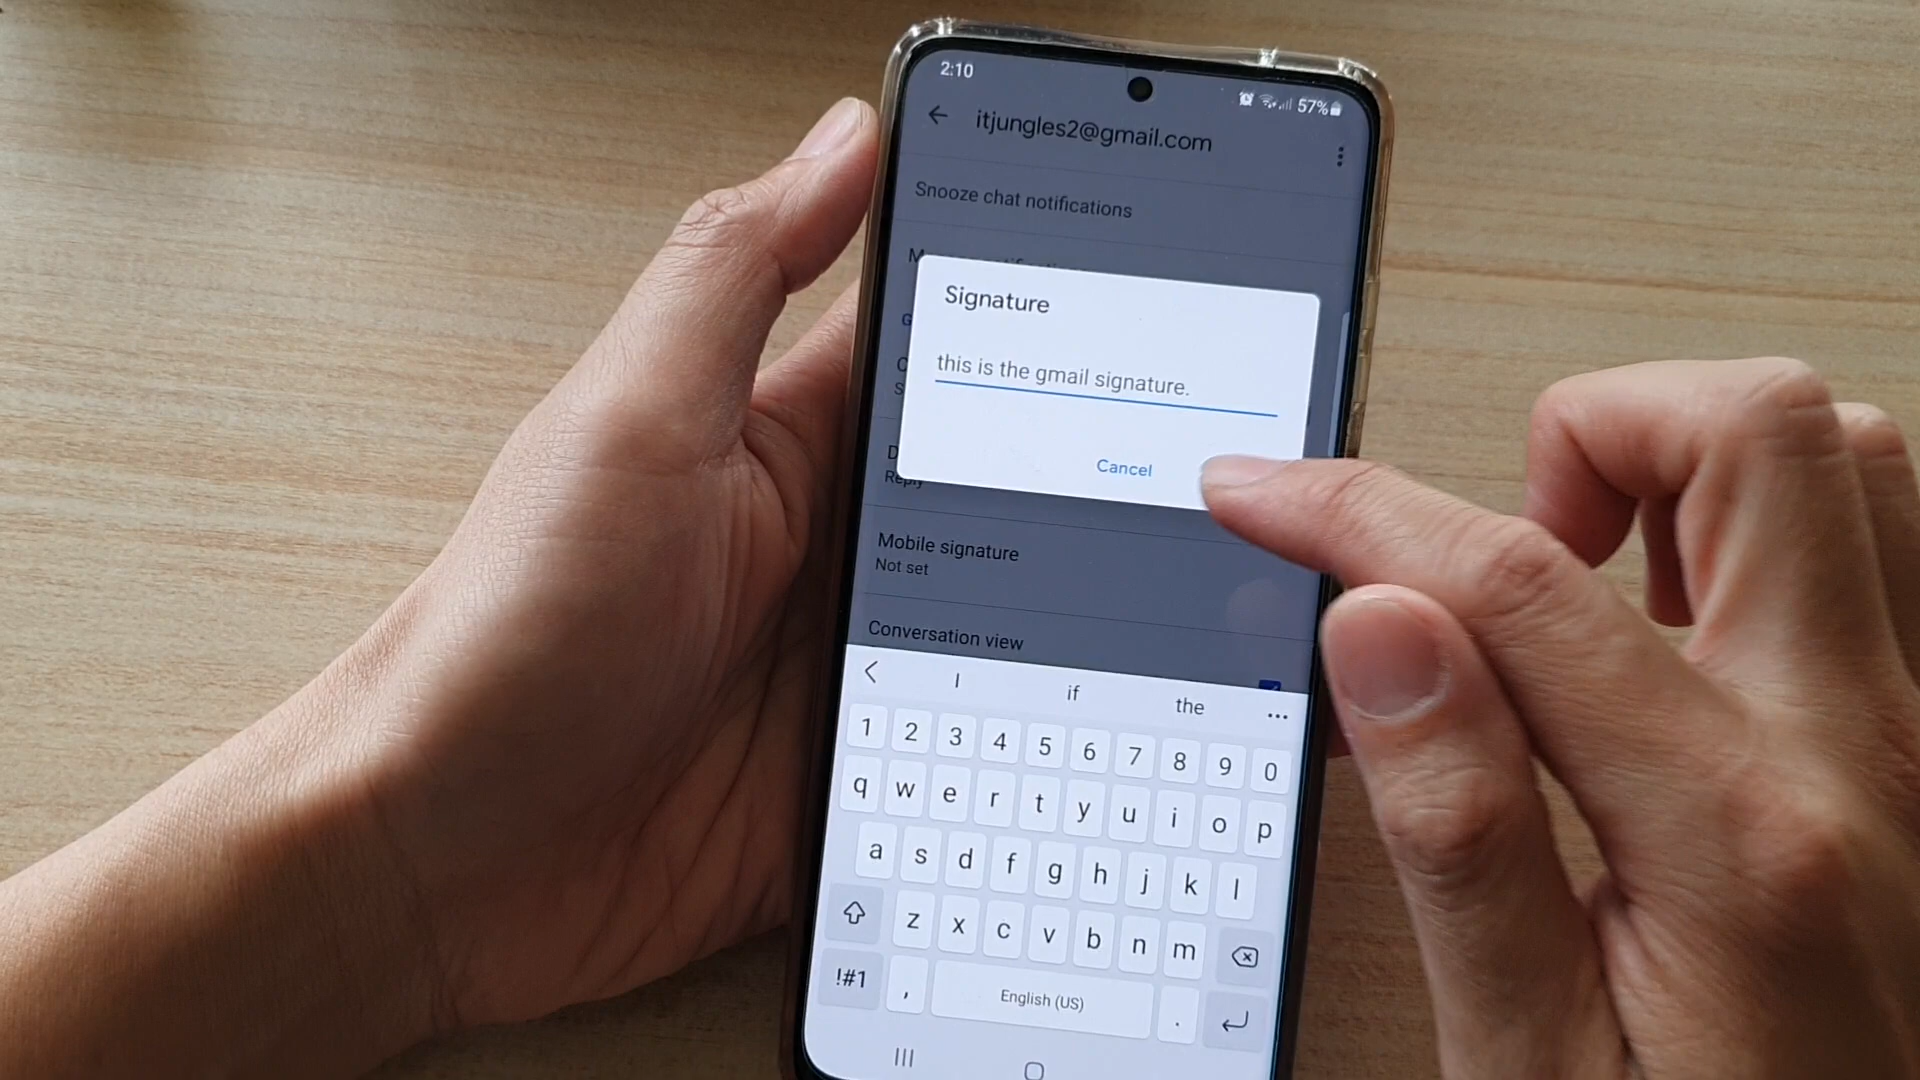 2:10
57%
itjungles2@gmail.com
Snooze chat notifications
Signature
this is the gmail signature.
Cancel
Reply
Mobile signature
Not set
Conversation view
I if the ...
1 2 3 4 5 6 7 8 9 0
q w e r t y u i o p
a s d f g h j k l
z x c v b n m
!#1 , English (US) .